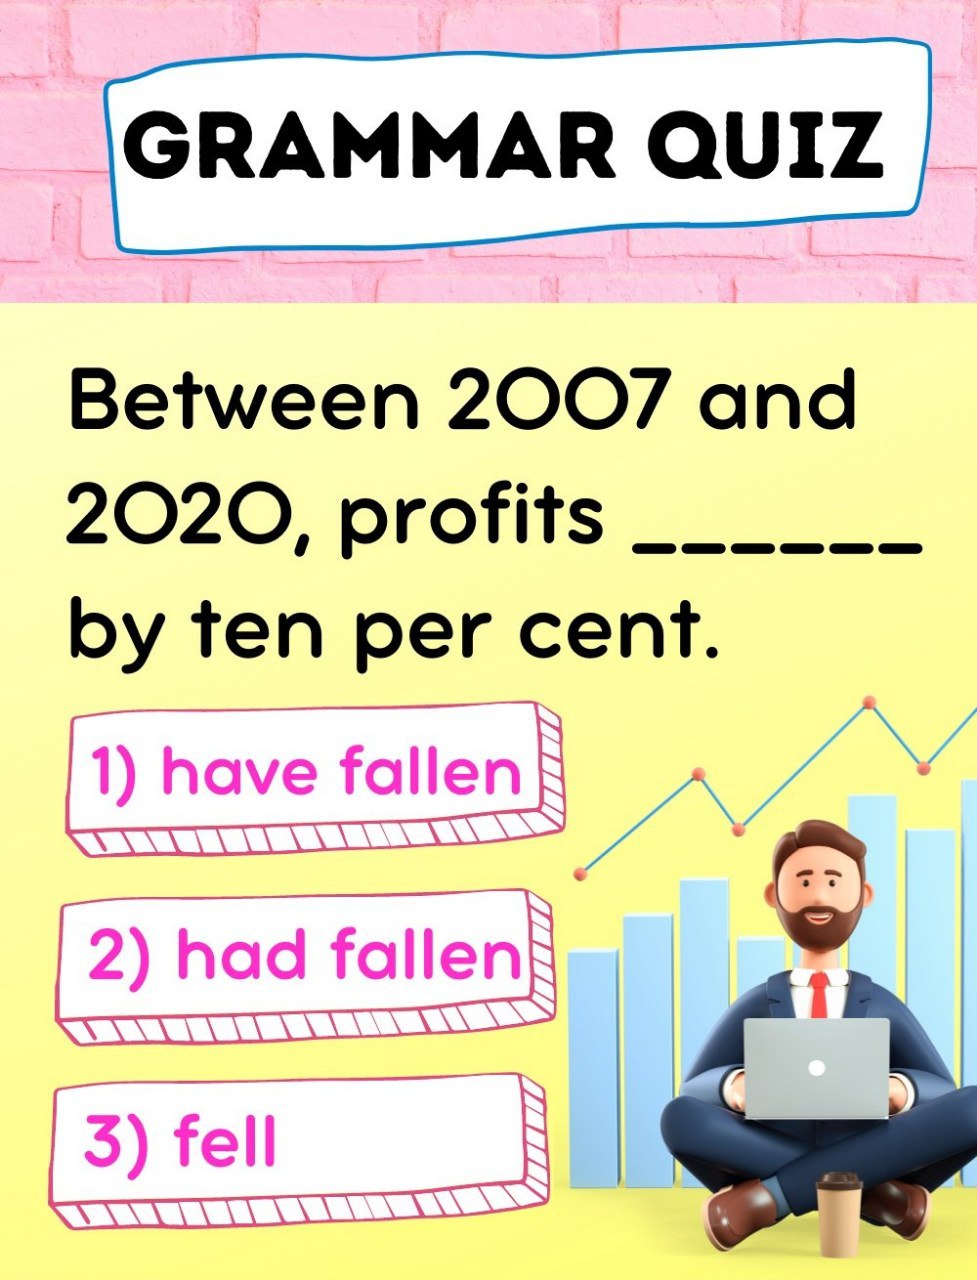 GRAMMAR QUIZ
Between 2007 and
2020, profits ______
by ten per cent.
1) have fallen
2) had fallen
3) fell